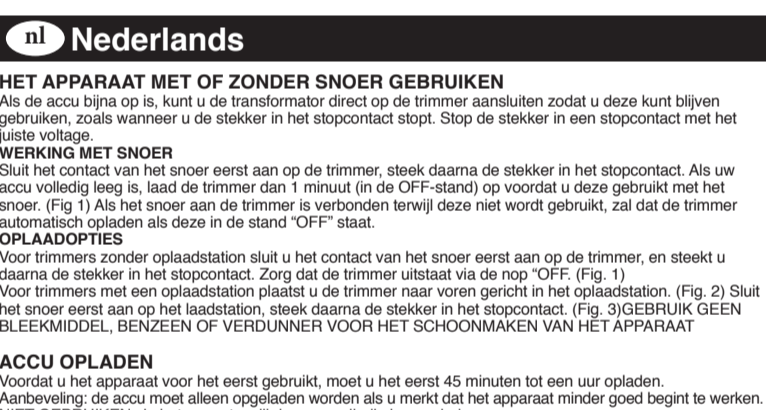 nl Nederlands
HET APPARAAT MET OF ZONDER SNOER GEBRUIKEN
Als de accu bijna op is, kunt u de transformator direct op de trimmer aansluiten zodat u deze kunt blijven
gebruiken, zoals wanneer u de stekker in het stopcontact stopt. Stop de stekker in een stopcontact met het
juiste voltage.
WERKING MET SNOER
Sluit het contact van het snoer eerst aan op de trimmer, steek daarna de stekker in het stopcontact. Als uw
accu volledig leeg is, laad de trimmer dan 1 minuut (in de OFF-stand) op voordat u deze gebruikt met het
snoer. (Fig 1) Als het snoer aan de trimmer is verbonden terwijl deze niet wordt gebruikt, zal dat de trimmer
automatisch opladen als deze in de stand “OFF” staat.
OPLAADOPTIES
Voor trimmers zonder oplaadstation sluit u het contact van het snoer eerst aan op de trimmer, en steekt u
daarna de stekker in het stopcontact. Zorg dat de trimmer uitstaat via de nop “OFF. (Fig. 1)
Voor trimmers met een oplaadstation plaatst u de trimmer naar voren gericht in het oplaadstation. (Fig. 2) Sluit
het snoer eerst aan op het laadstation, steek daarna de stekker in het stopcontact. (Fig. 3)GEBRUIK GEEN
BLEEKMIDDEL, BENZEEN OF VERDUNNER VOOR HET SCHOONMAKEN VAN HET APPARAAT
ACCU OPLADEN
Voordat u het apparaat voor het eerst gebruikt, moet u het eerst 45 minuten tot een uur opladen.
Aanbeveling: de accu moet alleen opgeladen worden als u merkt dat het apparaat minder goed begint te werken.